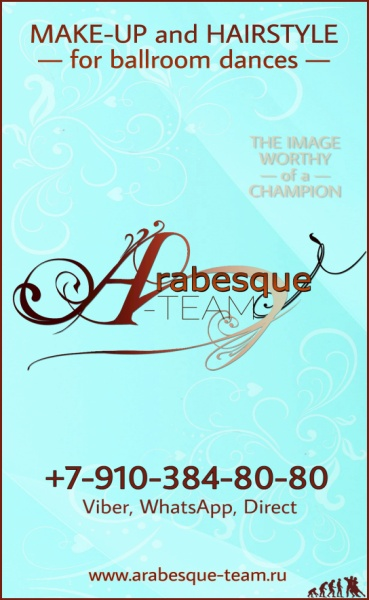 MAKE-UP and HAIRSTYLE
— for ballroom dances —
THE IMAGE
WORTHY
— of a —
CHAMPION
Arabesque
-TEAM
+7-910-384-80-80
Viber, WhatsApp, Direct
www.arabesque-team.ru